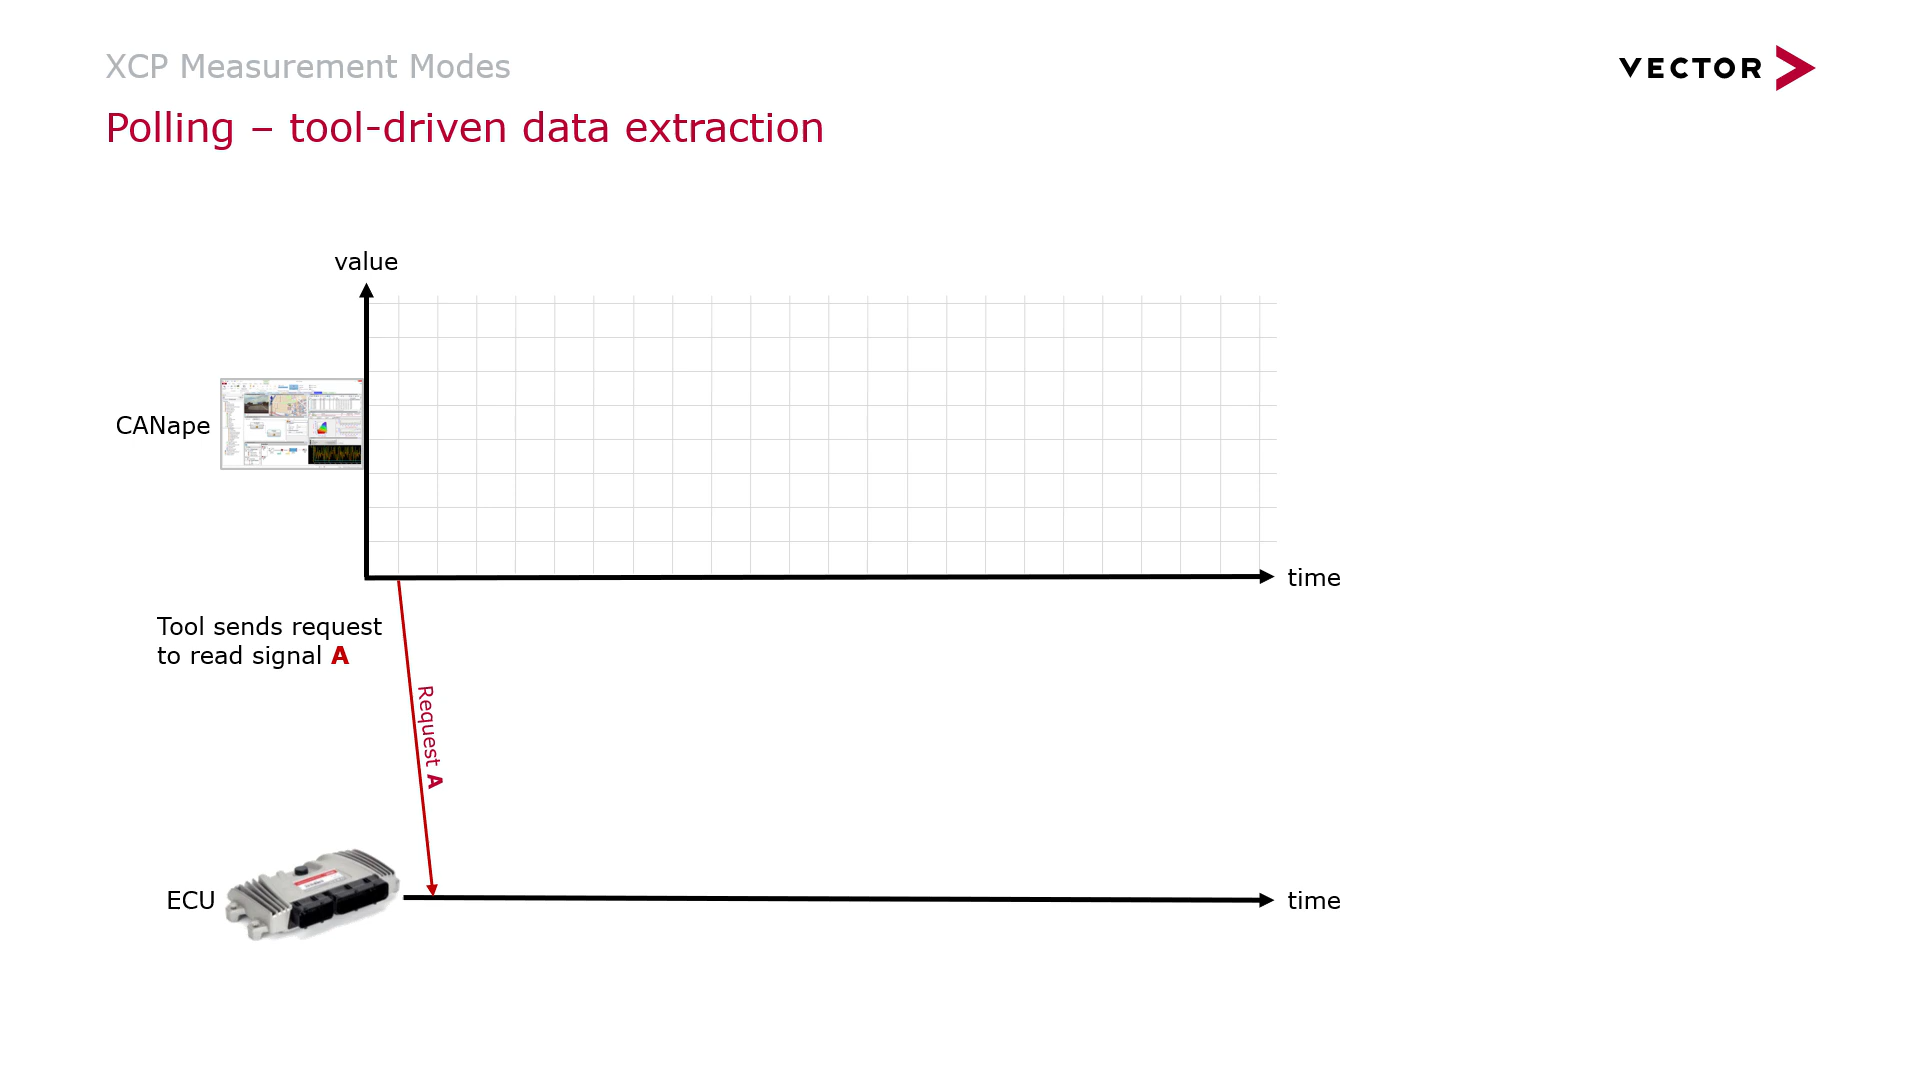 XCP Measurement Modes
VECTOR
Polling – tool-driven data extraction
value
CANape
time
Tool sends request
to read signal A
Request A
ECU
time